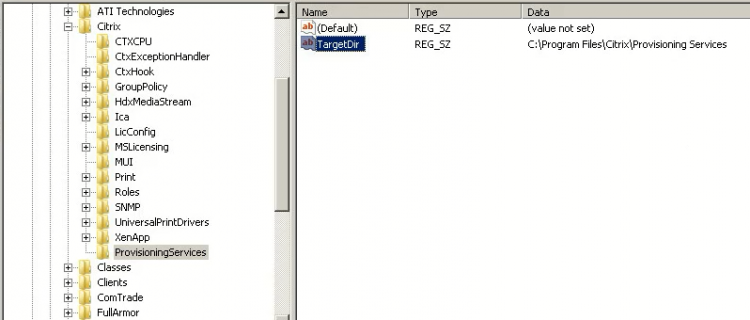 ATI Technologies
Citrix
CTXCPU
CtxExceptionHandler
CtxHook
GroupPolicy
HdxMediaStream
Ica
LicConfig
MSLicensing
MUI
Print
Roles
SNMP
UniversalPrintDrivers
XenApp
ProvisioningServices
Classes
Clients
ComTrade
FullArmor
Name Type Data
ab (Default) REG_SZ (value not set)
ab TargetDir REG_SZ C:\Program Files\Citrix\Provisioning Services